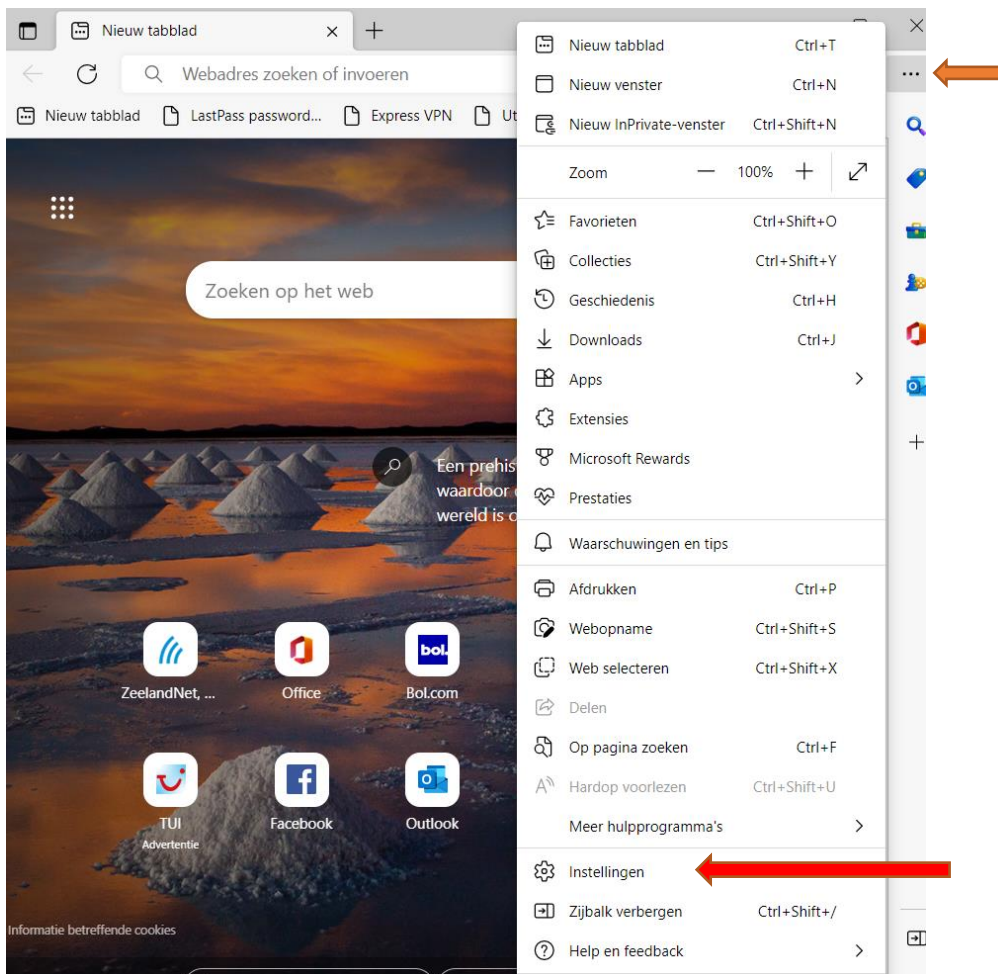 Nieuw tabblad
Webadres zoeken of invoeren
Nieuw tabblad LastPass password... Express VPN Ut
Zoeken op het web
Een prehis
waardoor
wereld is
ZeelandNet, ... Office Bol.com
bol.
TUI Facebook Outlook
Advertentie
Informatie betreffende cookies
Nieuw tabblad Ctrl+T
Nieuw venster Ctrl+N
Nieuw InPrivate-venster Ctrl+Shift+N
Zoom — 100% +
Favorieten Ctrl+Shift+O
Collecties Ctrl+Shift+Y
Geschiedenis Ctrl+H
Downloads Ctrl+J
Apps
Extensies
Microsoft Rewards
Prestaties
Waarschuwingen en tips
Afdrukken Ctrl+P
Webopname Ctrl+Shift+S
Web selecteren Ctrl+Shift+X
Delen
Op pagina zoeken Ctrl+F
Hardop voorlezen Ctrl+Shift+U
Meer hulpprogramma's
Instellingen
Zijbalk verbergen Ctrl+Shift+/
Help en feedback